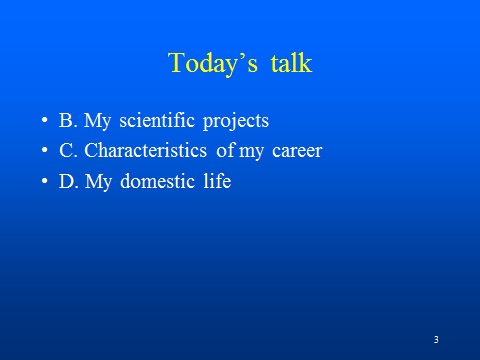 Today's talk
• B. My scientific projects
• C. Characteristics of my career
• D. My domestic life
3